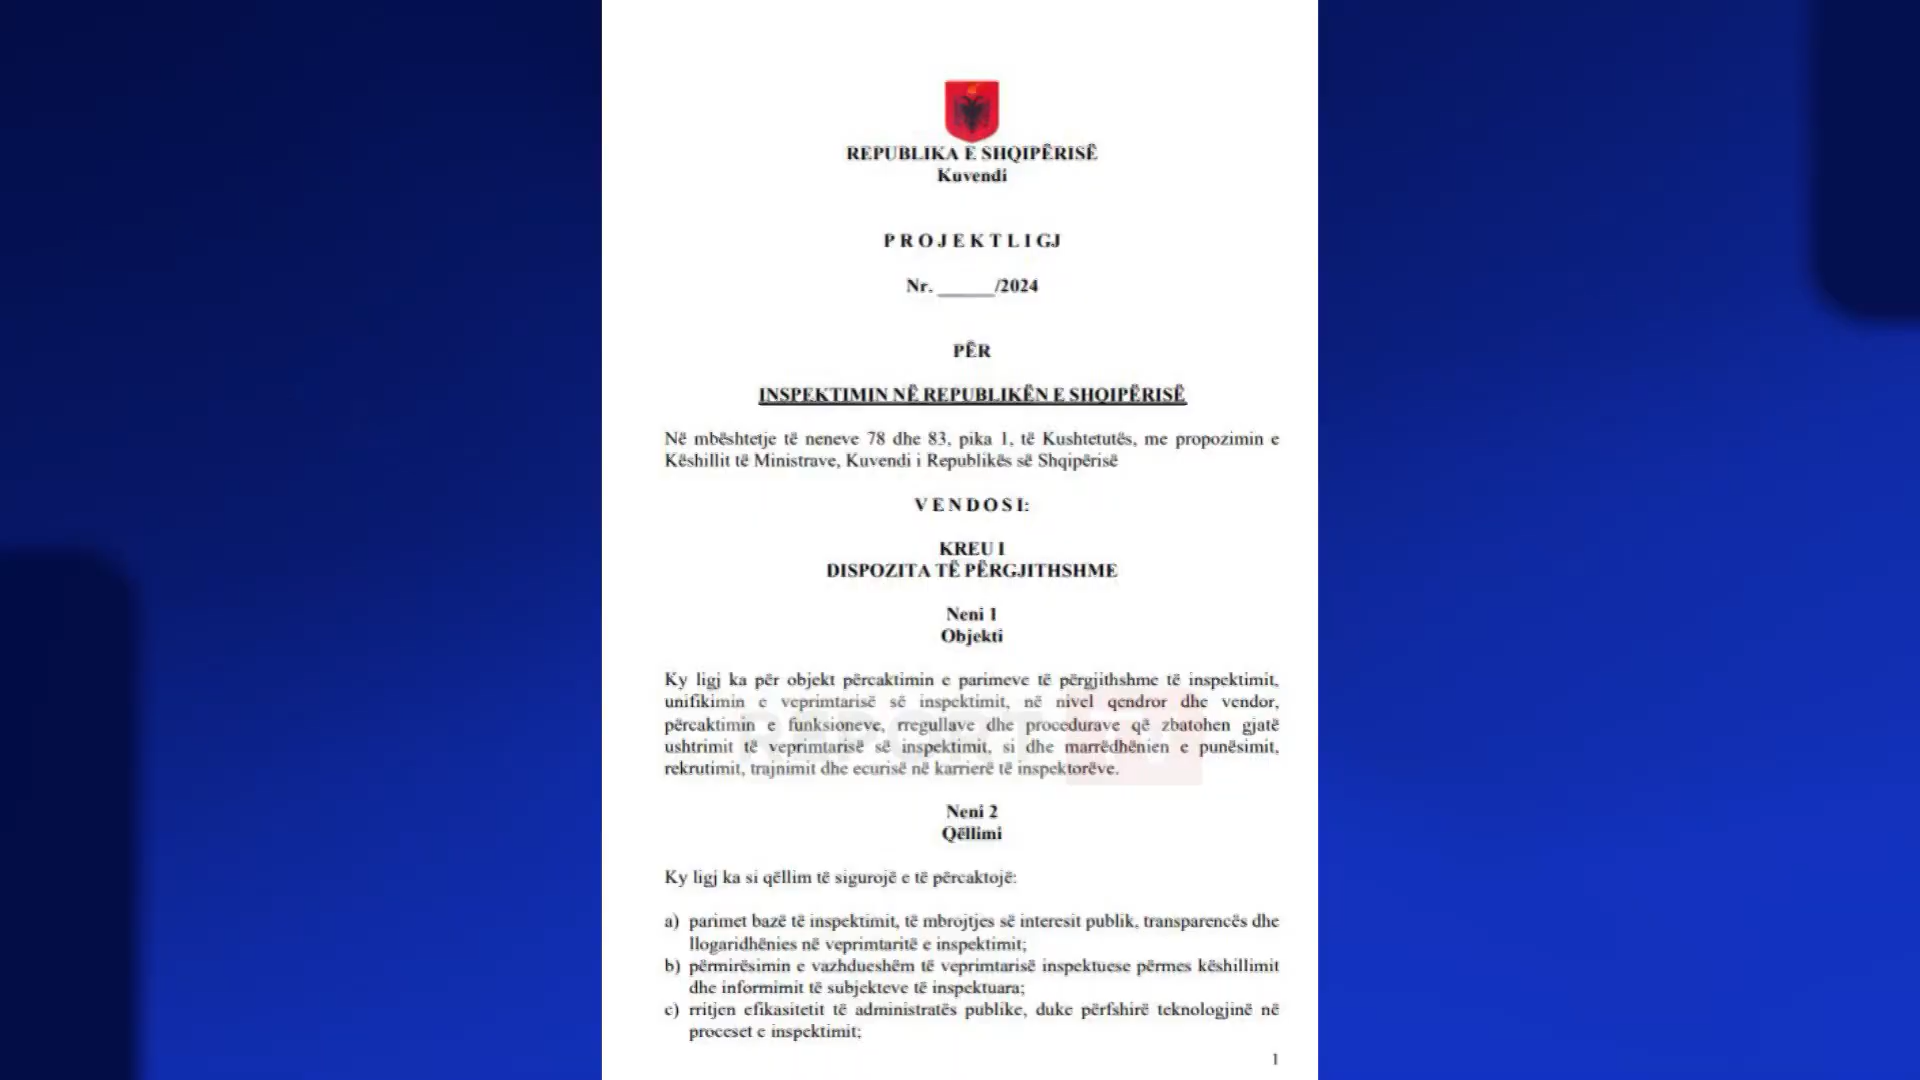 REPUBLIKA E SHQIPËRISË
Kuvendi
P R O J E K T L I G J
Nr. ______/2024
PËR
INSPEKTIMIN NË REPUBLIKËN E SHQIPËRISË
Në mbështetje të neneve 78 dhe 83, pika 1, të Kushtetutës, me propozimin e
Këshillit të Ministrave, Kuvendi i Republikës së Shqipërisë
V E N D O S I:
KREU I
DISPOZITA TË PËRGJITHSHME
Neni 1
Objekti
Ky ligj ka për objekt përcaktimin e parimeve të përgjithshme të inspektimit,
unifikimin e veprimtarisë së inspektimit, në nivel qendror dhe vendor,
përcaktimin e funksioneve, rregullave dhe procedurave që zbatohen gjatë
ushtrimit të veprimtarisë së inspektimit, si dhe marrëdhënien e punësimit,
rekrutimit, trajnimit dhe ecurisë në karrierë të inspektorëve.
REPORT TV
Neni 2
Qëllimi
Ky ligj ka si qëllim të sigurojë e të përcaktojë:
a) parimet bazë të inspektimit, të mbrojtjes së interesit publik, transparencës dhe
llogaridhënies në veprimtaritë e inspektimit;
b) përmirësimin e vazhdueshëm të veprimtarisë inspektuese përmes këshillimit
dhe informimit të subjekteve të inspektuara;
c) rritjen efikasitetit të administratës publike, duke përfshirë teknologjinë në
proceset e inspektimit;
1